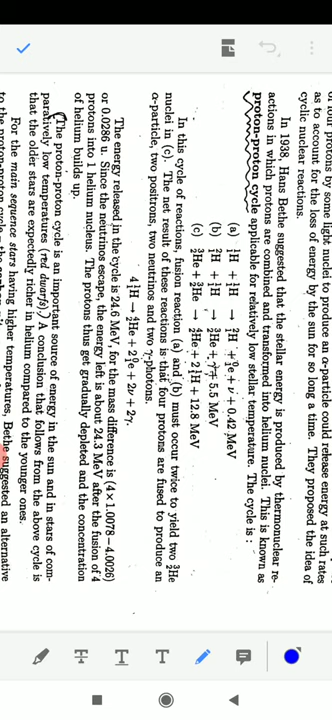 of four protons by some light nuclei to produce an α-particle could release energy at such rates
as to account for the loss of energy by the sun for so long a time. They proposed the idea of
cyclic nuclear reactions.
In 1938, Hans Bethe suggested that the stellar energy is produced by thermonuclear re-
actions in which protons are combined and transformed into helium nuclei. This is known as
proton-proton cycle applicable for relatively low stellar temperature. The cycle is :
(a) ¹₁H + ¹₁H → ²₁H + ⁰₁e + ν + 0.42 MeV
(b) ²₁H + ¹₁H → ³₂He + γ + 5.5 MeV
(c) ³₂He + ³₂He → ⁴₂He + 2 ¹₁H + 12.8 MeV
In this cycle of reactions, fusion reaction (a) and (b) must occur twice to yield two ³₂He
nuclei in (c). The net result of these reactions is that four protons are fused to produce an
α-particle, two positrons, two neutrinos and two γ-photons.
4 ¹₁H → ⁴₂He + 2 ⁰₁e + 2ν + 2γ.
The energy released in the cycle is 24.6 MeV, for the mass difference is (4×1.0078–4.0026)
or 0.0286 u. Since the neutrinos escape, the energy left is about 24.3 MeV after the fusion of 4
protons into 1 helium nucleus. The protons thus get gradually depleted and the concentration
of helium builds up.
The proton-proton cycle is an important source of energy in the sun and in stars of com-
paratively low temperatures (red dwarfs). A conclusion that follows from the above cycle is
that the older stars are expectedly richer in helium compared to the younger ones.
For the main sequence stars having higher temperatures, Bethe suggested an alternative
to the proton-proton cycle